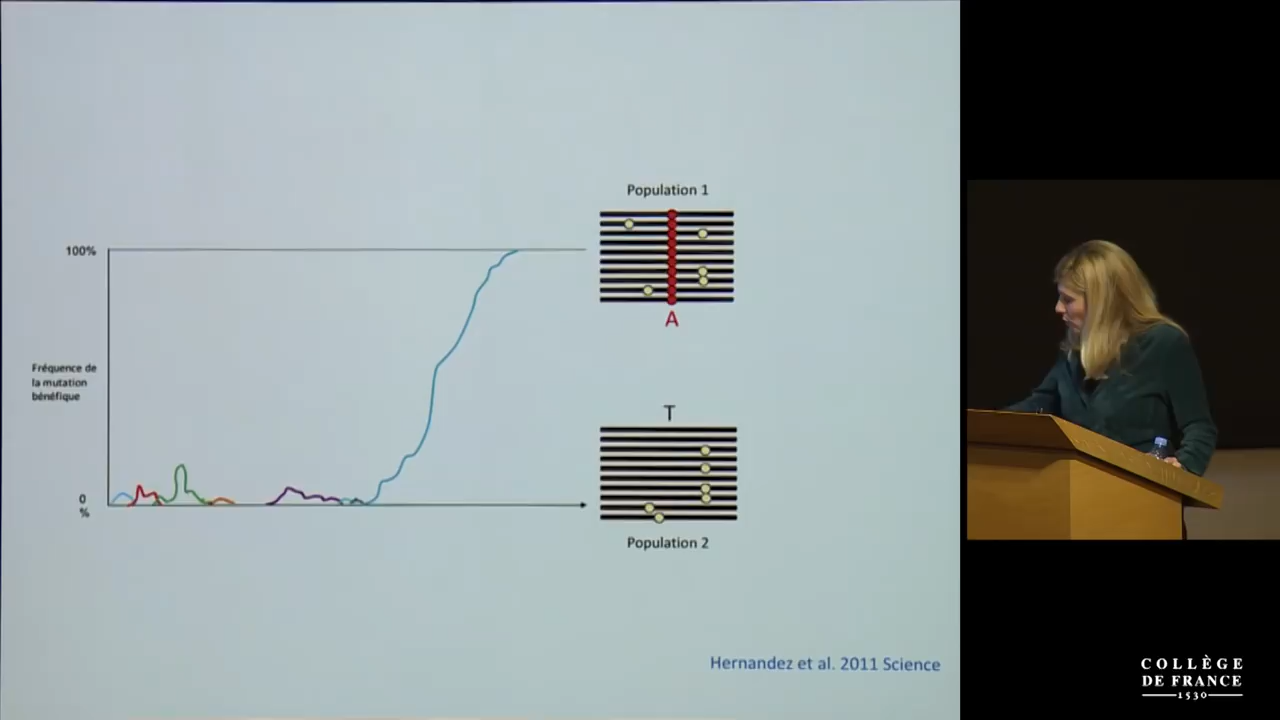 Population 1
100%
A
Fréquence de
la mutation
bénéfique
T
0
%
Population 2
Hernandez et al. 2011 Science
COLLÈGE
DE FRANCE
1530